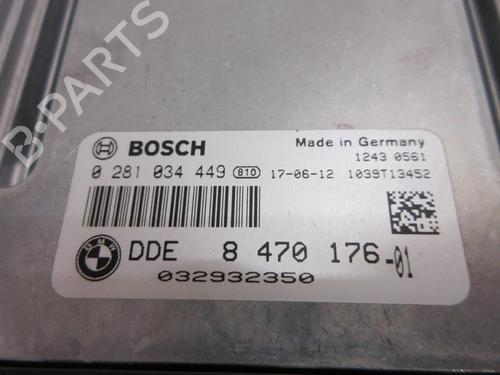 B-PARTS
BOSCH
Made in Germany
1243 0561
0 281 034 449 810 17-06-12 1039T13452
BMW DDE 8 470 176-01
032932350